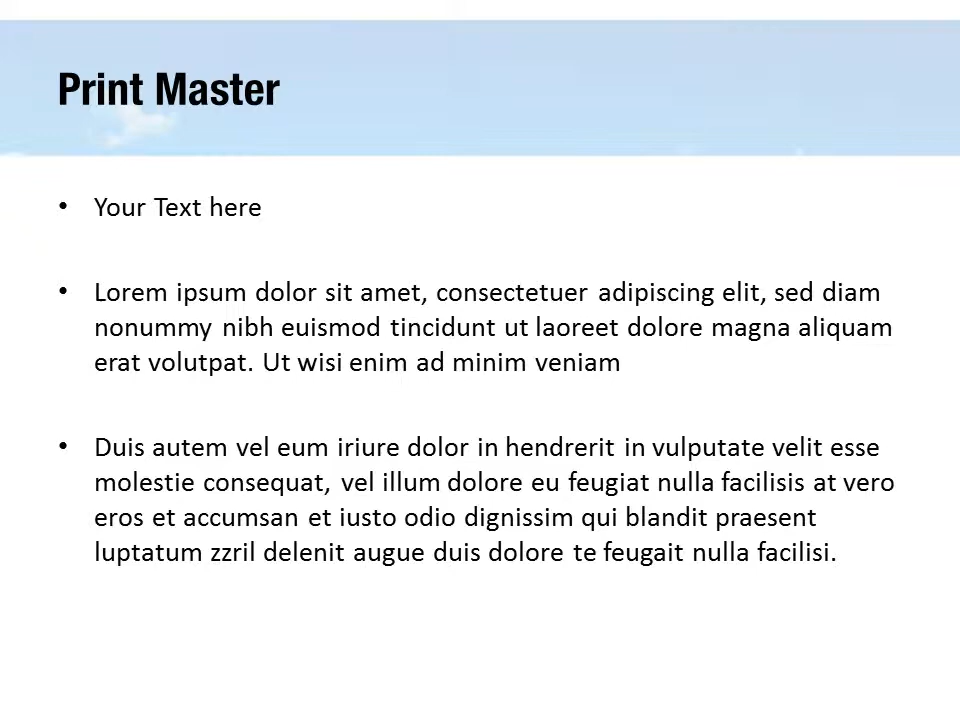 Print Master
• Your Text here
• Lorem ipsum dolor sit amet, consectetuer adipiscing elit, sed diam
nonummy nibh euismod tincidunt ut laoreet dolore magna aliquam
erat volutpat. Ut wisi enim ad minim veniam
• Duis autem vel eum iriure dolor in hendrerit in vulputate velit esse
molestie consequat, vel illum dolore eu feugiat nulla facilisis at vero
eros et accumsan et iusto odio dignissim qui blandit praesent
luptatum zzril delenit augue duis dolore te feugait nulla facilisi.